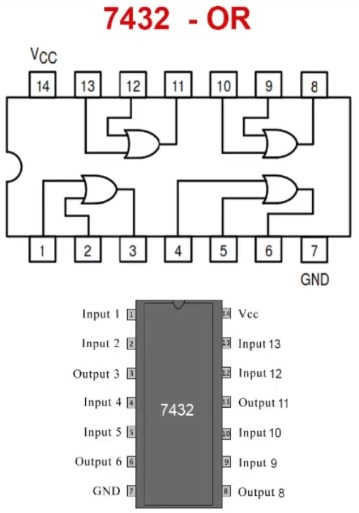 7432 - OR
VCC
14 13 12 11 10 9 8
1 2 3 4 5 6 7
GND
Input 1 1 14 Vcc
Input 2 2 13 Input 13
Output 3 3 12 Input 12
Input 4 4 11 Output 11
7432
Input 5 5 10 Input 10
Output 6 6 9 Input 9
GND 7 8 Output 8